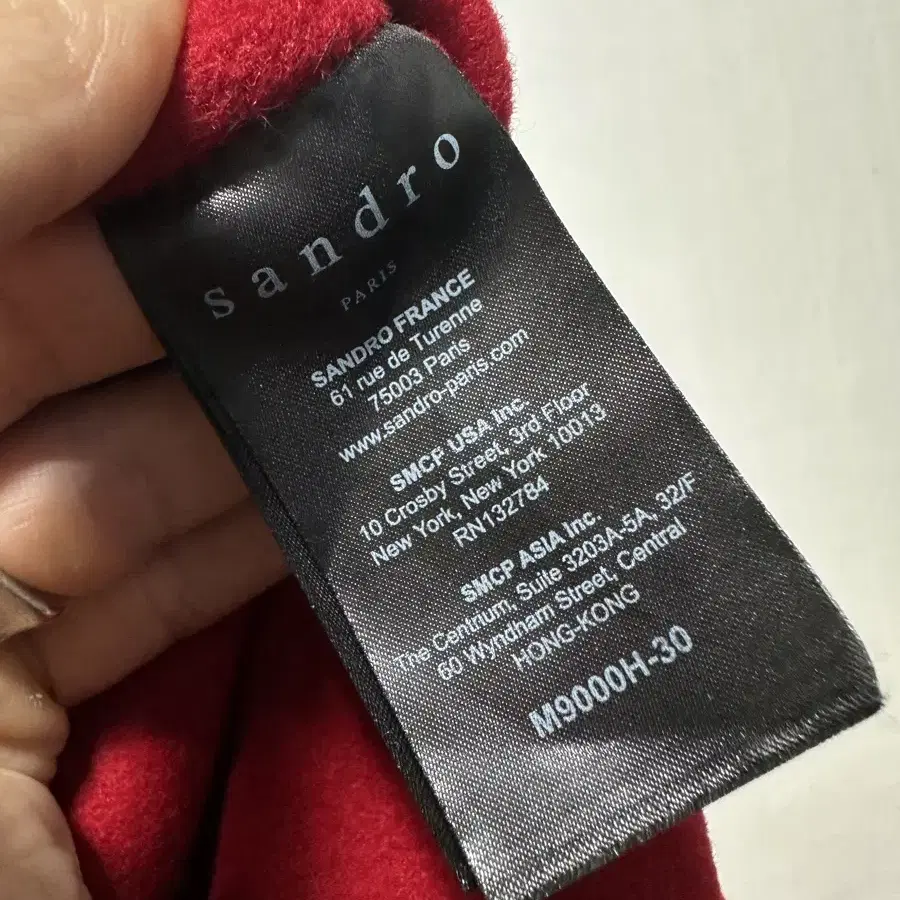 sandro
PARIS
SANDRO FRANCE
61 rue de Turenne
75003 Paris
www.sandro-paris.com
SMCP USA Inc.
10 Crosby Street, 3rd Floor
New York, New York 10013
RN132784
SMCP ASIA Inc.
The Centrium, Suite 3203A-5A, 32/F
60 Wyndham Street, Central
HONG-KONG
M9000H-30